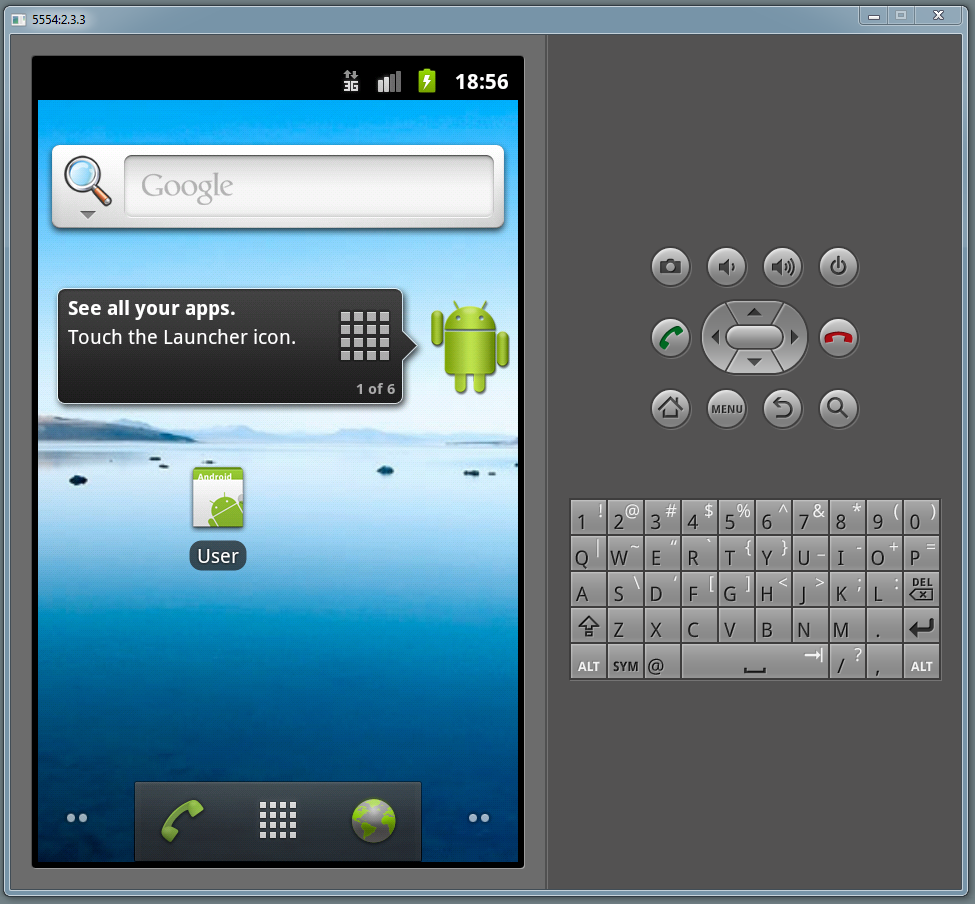 5554:2.3.3
3G
18:56
Google
See all your apps.
Touch the Launcher icon.
1 of 6
Android
User
MENU
1 ! 2 @ 3 # 4 $ 5 % 6 ^ 7 & 8 * 9 ( 0 )
Q | W ~ E “ R ` T { Y } U _ I - O + P =
A S \ D ‘ F [ G ] H < J > K ; L : DEL
Z X C V B N M .
ALT SYM @ / ? , ALT